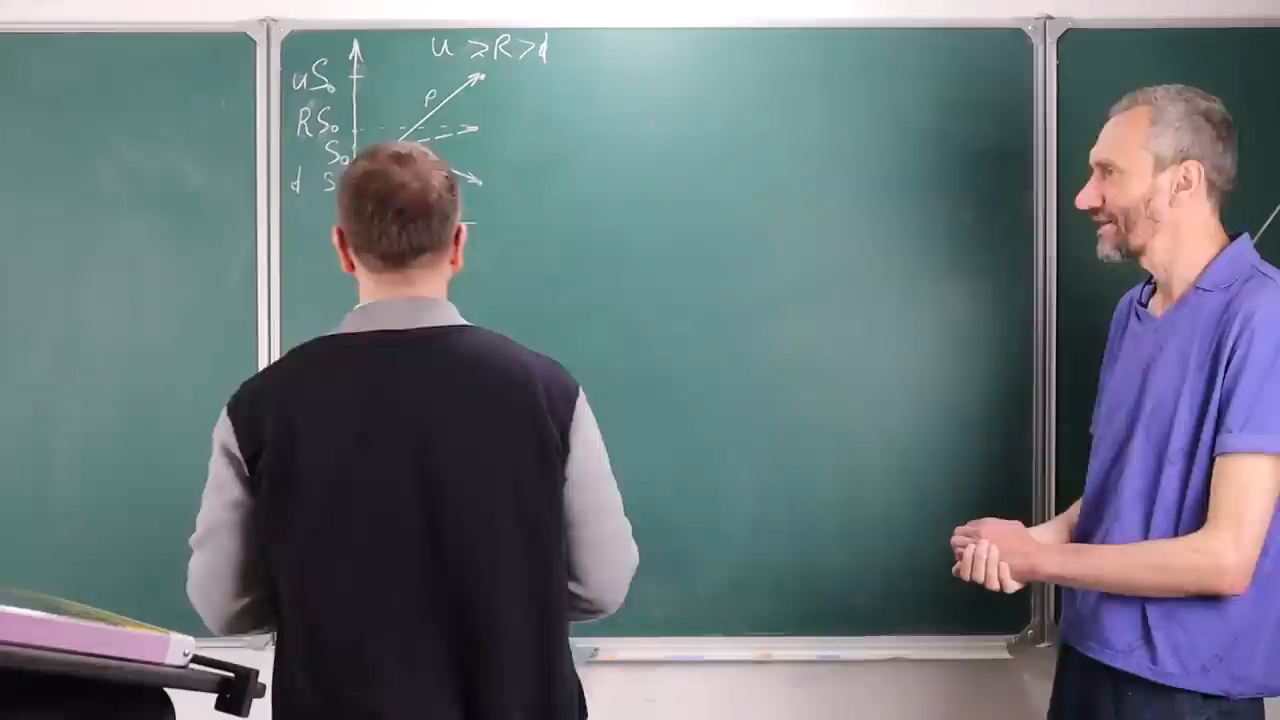 u > R > d
uS₀
p
RS₀
S₀
d S